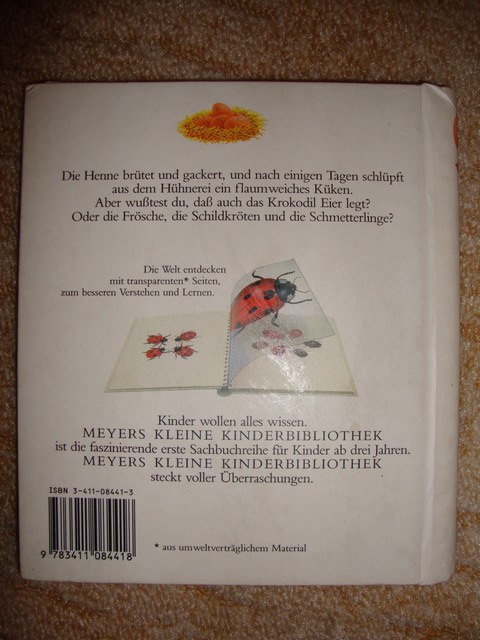 Die Henne brütet und gackert, und nach einigen Tagen schlüpft
aus dem Hühnerei ein flaumweiches Küken.
Aber wußtest du, daß auch das Krokodil Eier legt?
Oder die Frösche, die Schildkröten und die Schmetterlinge?
Die Welt entdecken
mit transparenten* Seiten,
zum besseren Verstehen und Lernen.
Kinder wollen alles wissen.
MEYERS KLEINE KINDERBIBLIOTHEK
ist die faszinierende erste Sachbuchreihe für Kinder ab drei Jahren.
MEYERS KLEINE KINDERBIBLIOTHEK
steckt voller Überraschungen.
ISBN 3-411-08441-3
9 783411 084418
* aus umweltverträglichem Material